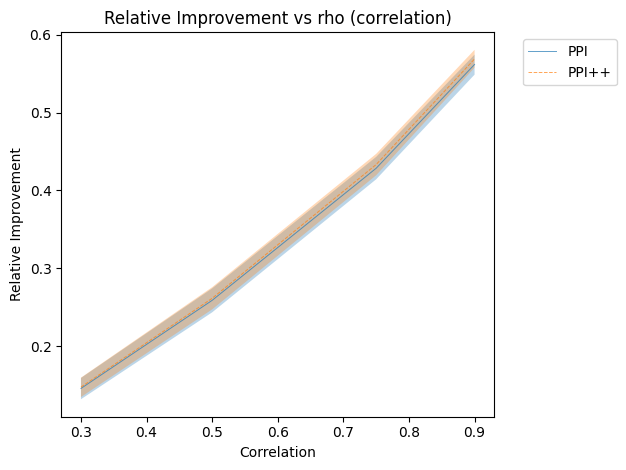 Relative Improvement vs rho (correlation)
Relative Improvement
0.6
0.5
0.4
0.3
0.2
0.3 0.4 0.5 0.6 0.7 0.8 0.9
Correlation
PPI
PPI++